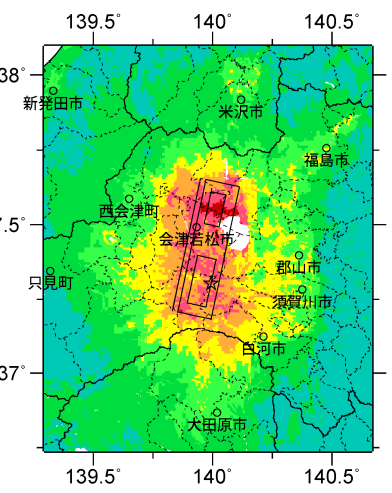 139.5° 140° 140.5°
38°
新発田市
米沢市
福島市
西会津町
7.5°
会津若松市
郡山市
只見町
須賀川市
白河市
37°
大田原市
139.5° 140° 140.5°